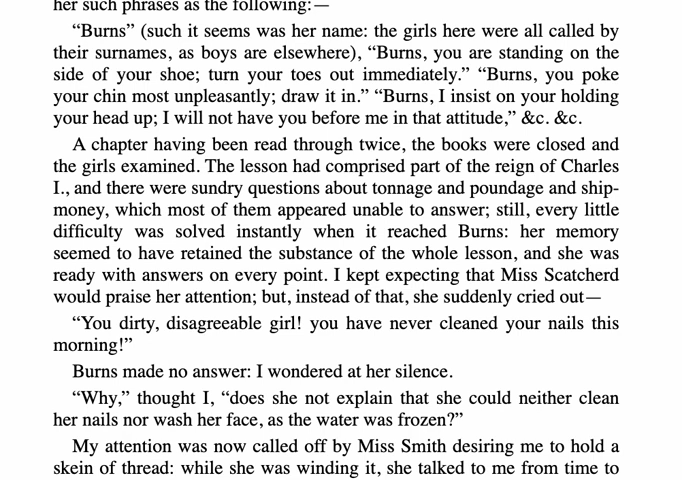 her such phrases as the following:—
“Burns” (such it seems was her name: the girls here were all called by
their surnames, as boys are elsewhere), “Burns, you are standing on the
side of your shoe; turn your toes out immediately.” “Burns, you poke
your chin most unpleasantly; draw it in.” “Burns, I insist on your holding
your head up; I will not have you before me in that attitude,” &c. &c.
A chapter having been read through twice, the books were closed and
the girls examined. The lesson had comprised part of the reign of Charles
I., and there were sundry questions about tonnage and poundage and ship-
money, which most of them appeared unable to answer; still, every little
difficulty was solved instantly when it reached Burns: her memory
seemed to have retained the substance of the whole lesson, and she was
ready with answers on every point. I kept expecting that Miss Scatcherd
would praise her attention; but, instead of that, she suddenly cried out—
“You dirty, disagreeable girl! you have never cleaned your nails this
morning!”
Burns made no answer: I wondered at her silence.
“Why,” thought I, “does she not explain that she could neither clean
her nails nor wash her face, as the water was frozen?”
My attention was now called off by Miss Smith desiring me to hold a
skein of thread: while she was winding it, she talked to me from time to